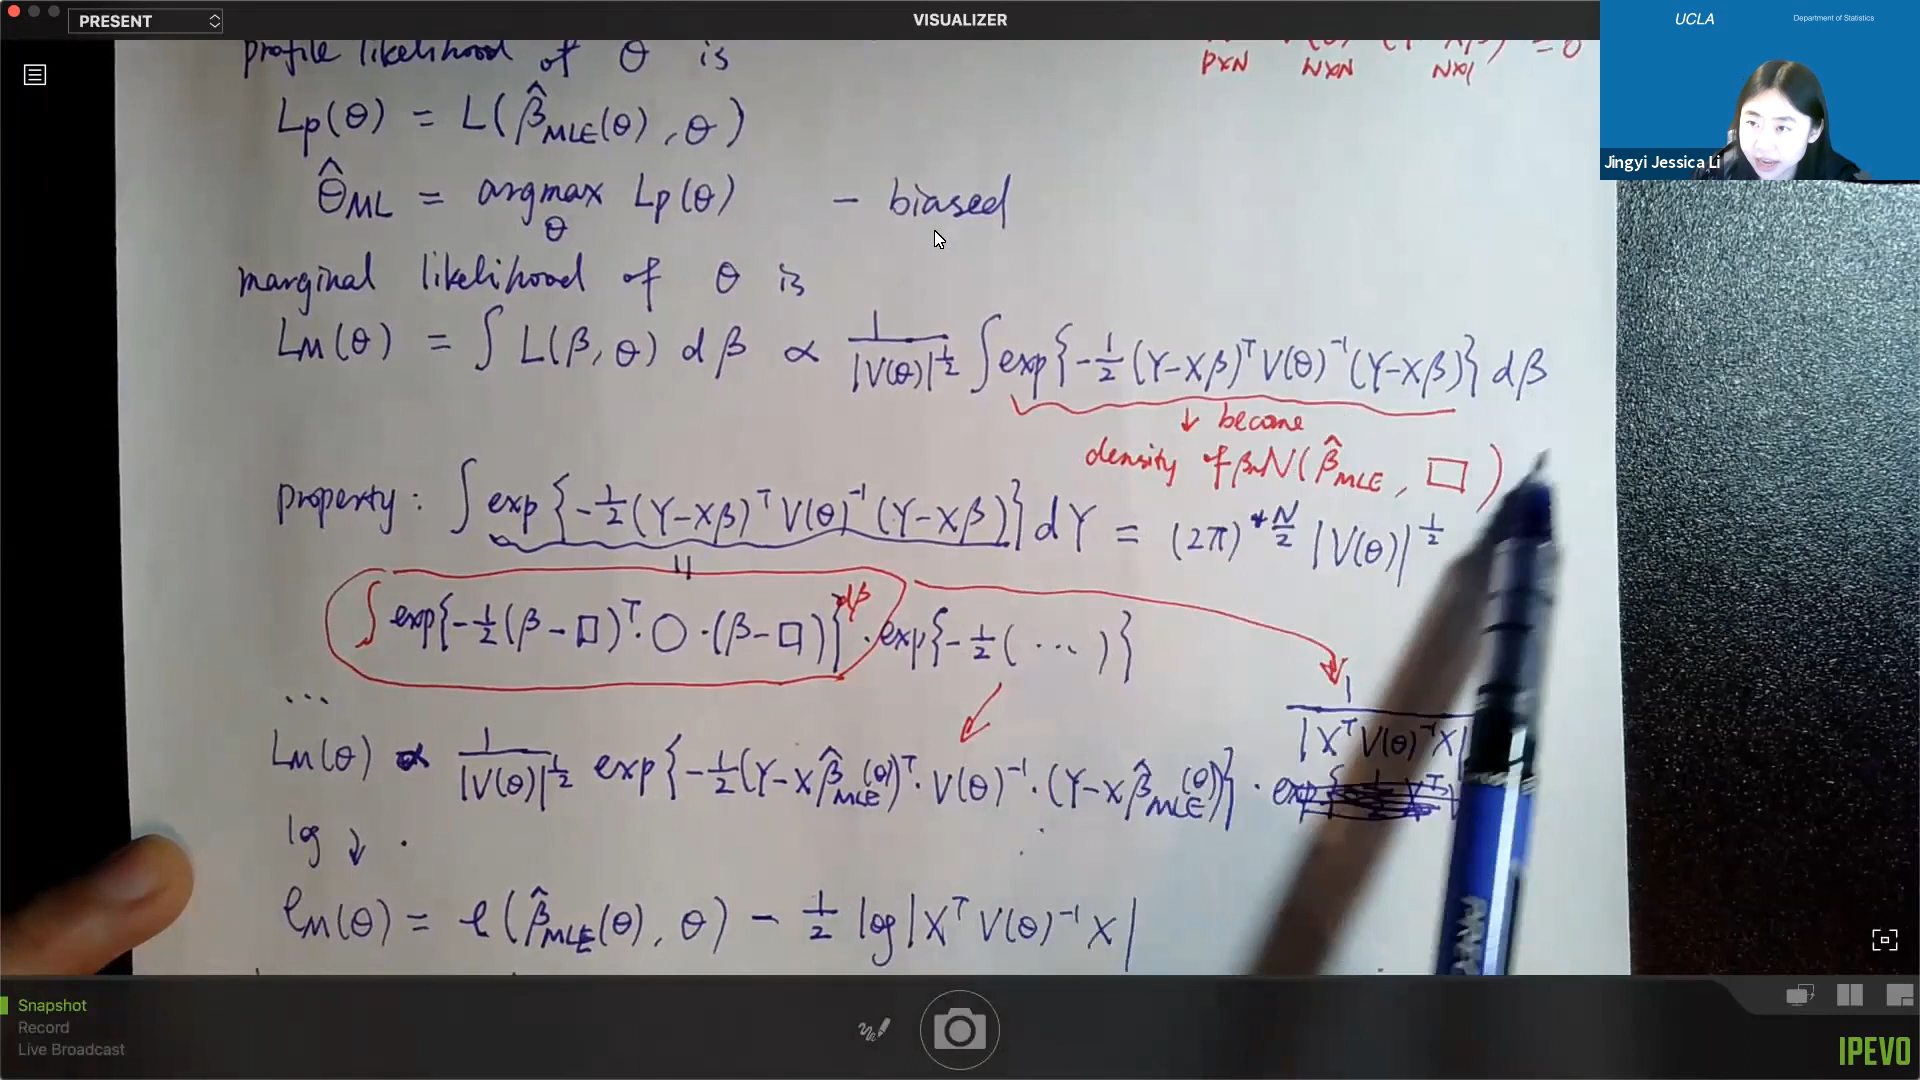 PRESENT
VISUALIZER
UCLA
Department of Statistics
Jingyi Jessica Li
profile likelihood of θ is
P×N N×N N×1
= 0
Lp(θ) = L(β̂MLE(θ), θ)
θ̂ML = argmax Lp(θ) - biased
θ
marginal likelihood of θ is
LM(θ) = ∫ L(β, θ) dβ ∝ 1/|V(θ)|^½ ∫exp{-½(Y-Xβ)ᵀV(θ)⁻¹(Y-Xβ)} dβ
↓ become
density of β~N(β̂MLE, □)
property: ∫ exp{-½(Y-Xβ)ᵀV(θ)⁻¹(Y-Xβ)}dY = (2π)^(N/2) |V(θ)|^½
∫ exp{-½(β-□)ᵀ·○·(β-□)}dβ · exp{-½(...)}
...
LM(θ) ∝ 1/|V(θ)|^½ exp{-½(Y-Xβ̂MLE(θ))ᵀ·V(θ)⁻¹·(Y-Xβ̂MLE(θ))} · 1/|XᵀV(θ)⁻¹X|
log ↓
ℓM(θ) = ℓ(β̂MLE(θ), θ) - ½ log|XᵀV(θ)⁻¹X|
Snapshot
Record
Live Broadcast
IPEVO